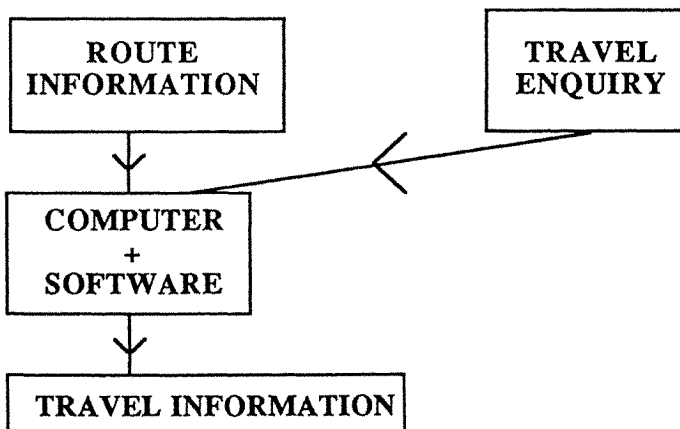 ROUTE
INFORMATION
TRAVEL
ENQUIRY
COMPUTER
+
SOFTWARE
TRAVEL INFORMATION